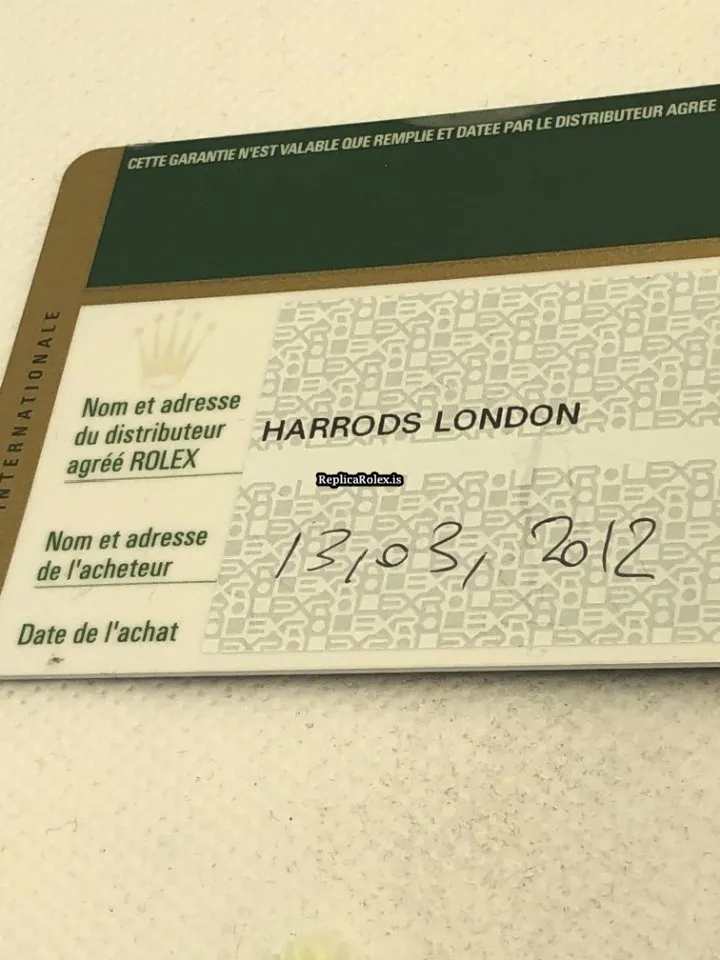 CETTE GARANTIE N'EST VALABLE QUE REMPLIE ET DATEE PAR LE DISTRIBUTEUR AGREE
INTERNATIONALE
Nom et adresse
du distributeur
agréé ROLEX
HARRODS LONDON
ReplicaRolex.is
Nom et adresse
de l'acheteur
13,03, 2012
Date de l'achat